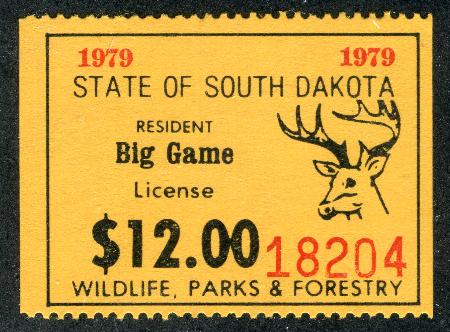 1979 1979
STATE OF SOUTH DAKOTA
RESIDENT
Big Game
License
$12.00 18204
WILDLIFE, PARKS & FORESTRY